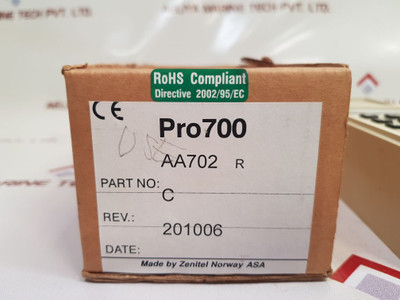 RoHS Compliant
Directive 2002/95/EC
CE
Pro700
AA702 R
PART NO:
C
REV.:
201006
DATE:
Made by Zenitel Norway ASA